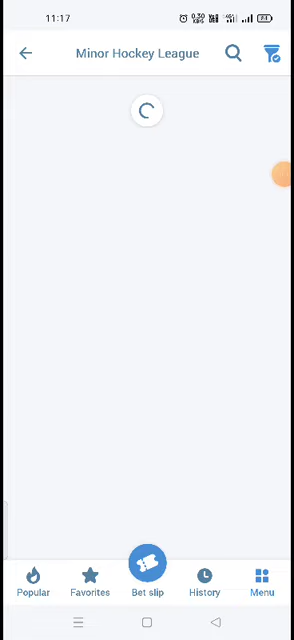 11:17
Minor Hockey League
Popular
Favorites
Bet slip
History
Menu